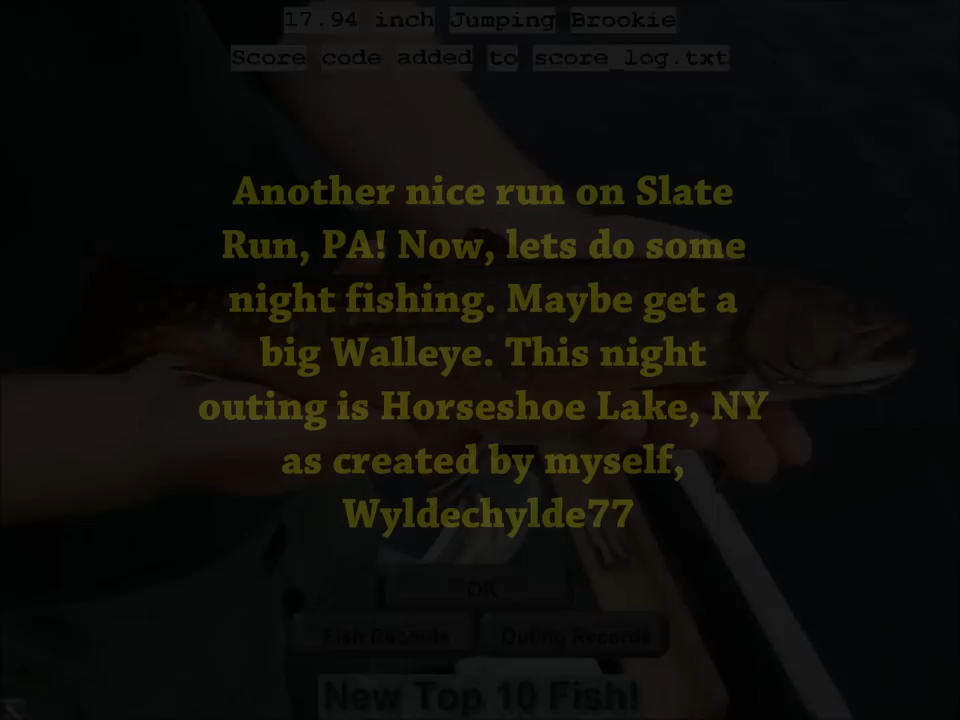 17.94 inch Jumping Brookie
Score code added to score_log.txt
Another nice run on Slate
Run, PA! Now, lets do some
night fishing. Maybe get a
big Walleye. This night
outing is Horseshoe Lake, NY
as created by myself,
Wyldechylde77
OK
Fish Records Outing Records
New Top 10 Fish!